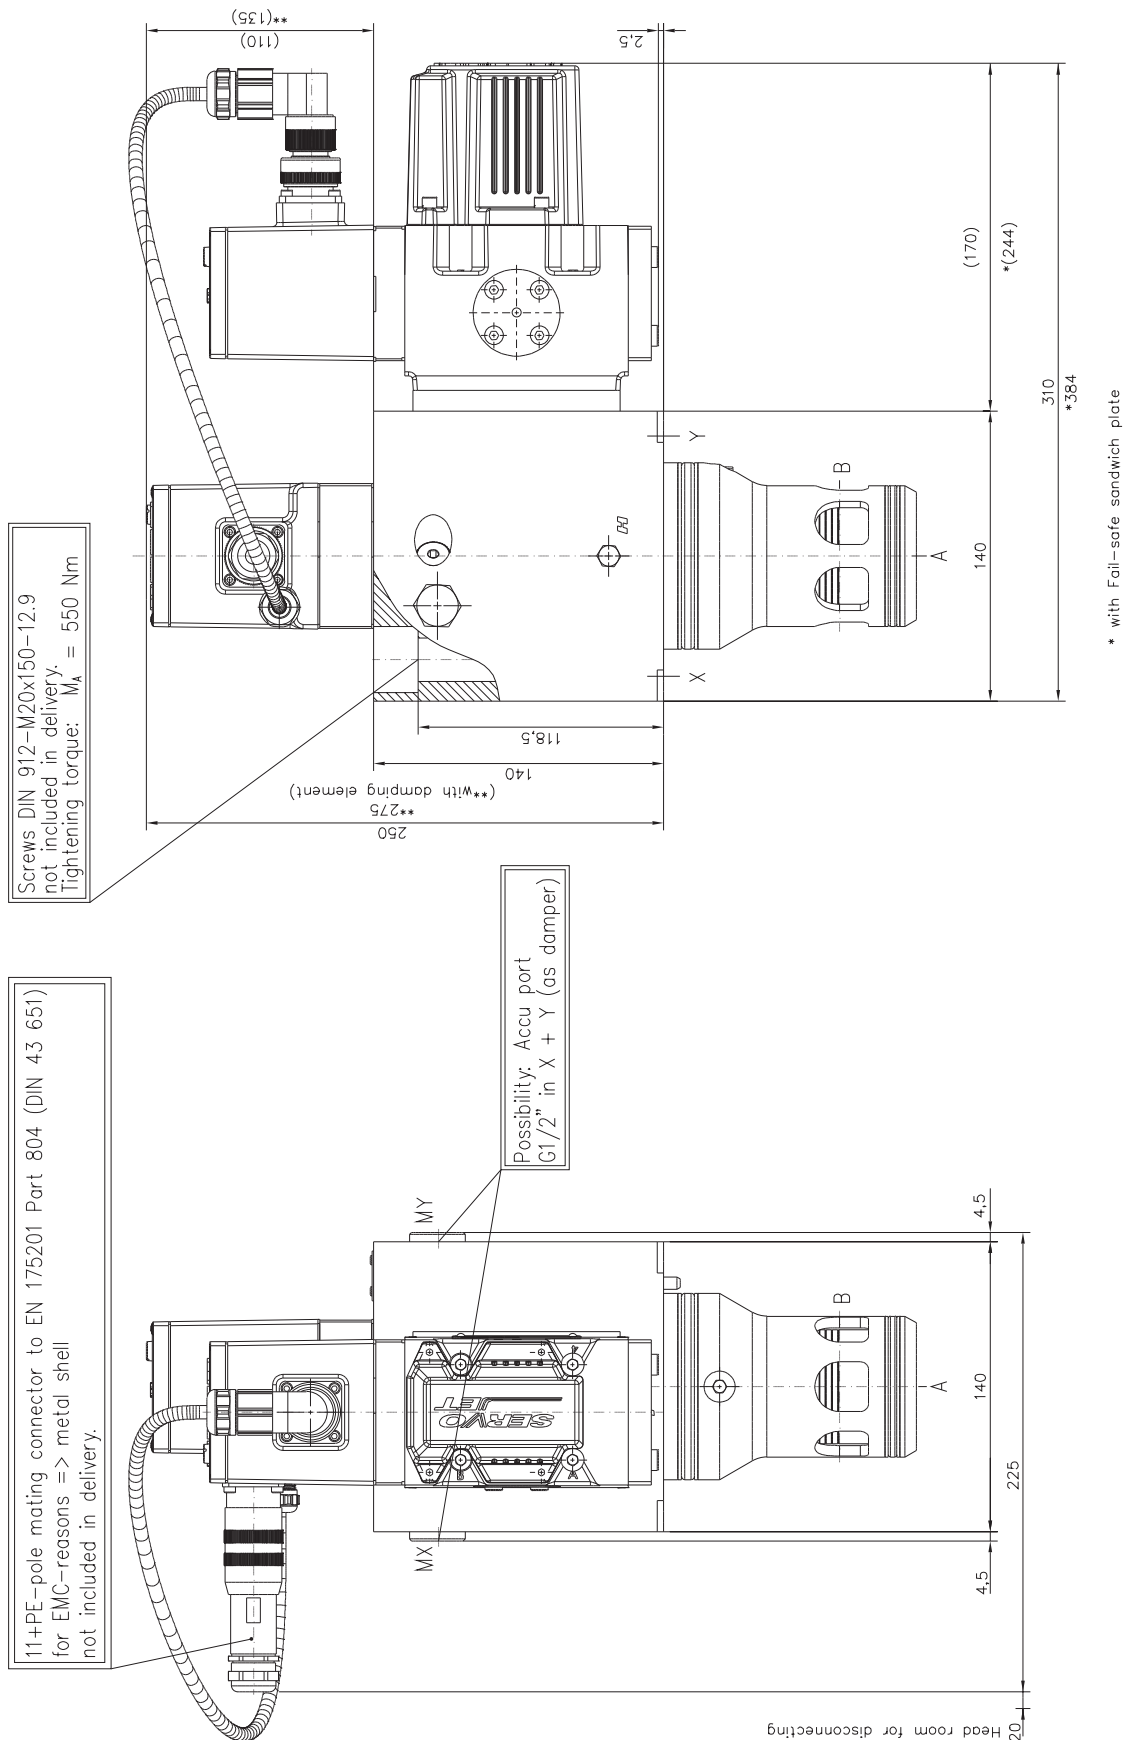 **(135)
(110)
2,5
(170)
*(244)
310
*384
140
* with Fail-safe sandwich plate
Y
X
B
A
Screws DIN 912-M20x150-12.9
not included in delivery.
Tightening torque: MA = 550 Nm
118,5
140
(**with damping element)
**275
250
11+PE-pole mating connector to EN 175201 Part 804 (DIN 43 651)
for EMC-reasons => metal shell
not included in delivery.
Possibility: Accu port
G1/2" in X + Y (as damper)
MY
MX
SERVO
JET
A
B
B
A
4,5
140
225
4,5
Head room for disconnecting
20